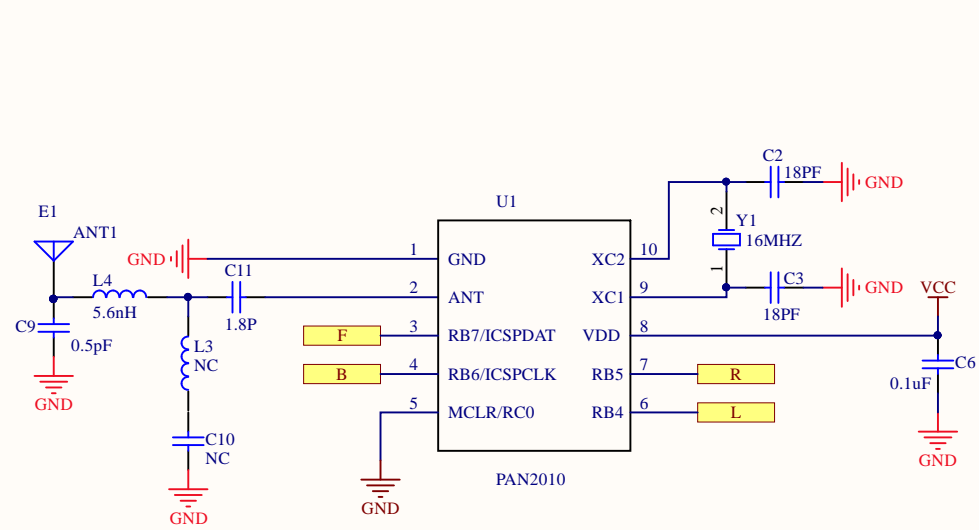 C2
18PF
GND
E1
U1
2
Y1
16MHZ
ANT1
GND
1
GND
XC2
10
L4
C11
1
C3
GND
VCC
2
ANT
XC1
9
5.6nH
18PF
C9
0.5pF
1.8P
F
3
RB7/ICSPDAT
VDD
8
L3
NC
C6
0.1uF
B
4
RB6/ICSPCLK
RB5
7
R
GND
5
MCLR/RC0
RB4
6
L
C10
NC
GND
PAN2010
GND
GND